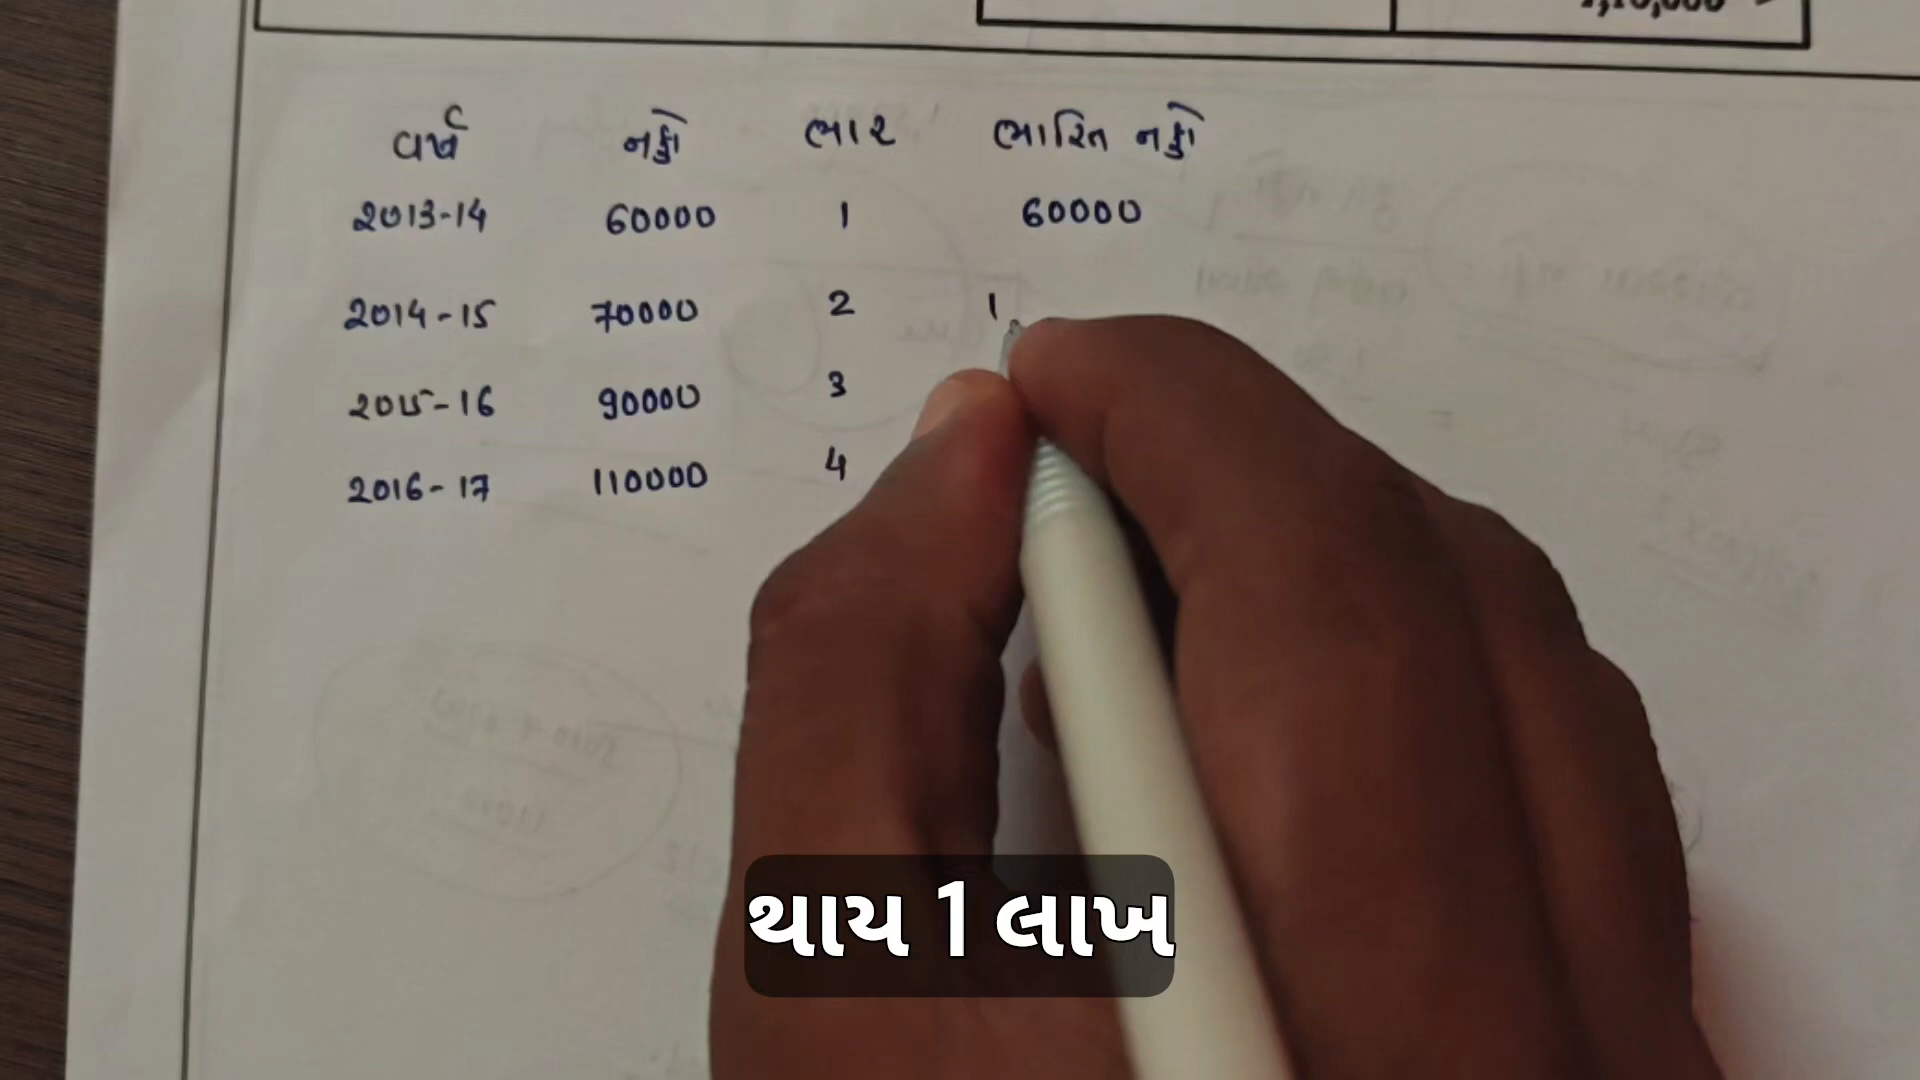 વર્ષ નફો ભાર ભારિત નફો
2013-14 60000 1 60000
2014-15 70000 2 1
2015-16 90000 3
2016-17 110000 4
થાય 1 લાખ